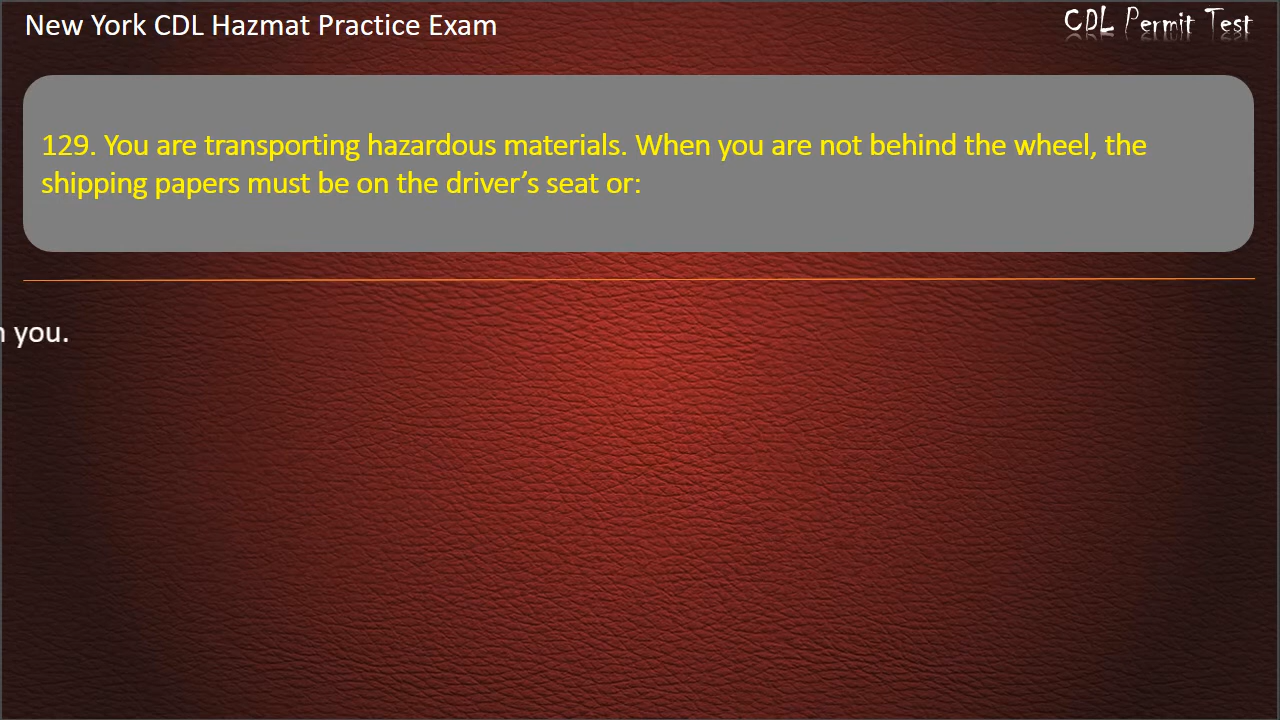 New York CDL Hazmat Practice Exam
CDL Permit Test
129. You are transporting hazardous materials. When you are not behind the wheel, the
shipping papers must be on the driver’s seat or:
you.